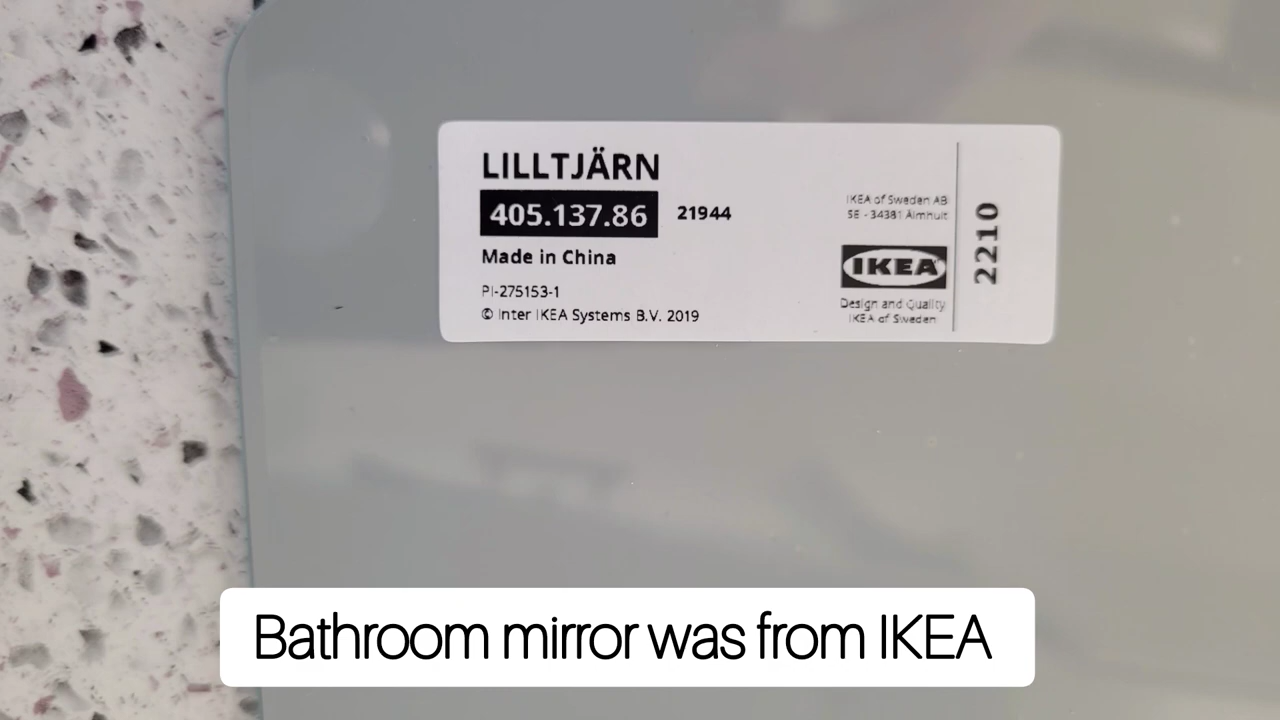 LILLTJÄRN
405.137.86 21944
Made in China
PI-275153-1
© Inter IKEA Systems B.V. 2019
IKEA of Sweden AB
SE - 34381 Älmhult
IKEA
Design and Quality
IKEA of Sweden
2210
Bathroom mirror was from IKEA